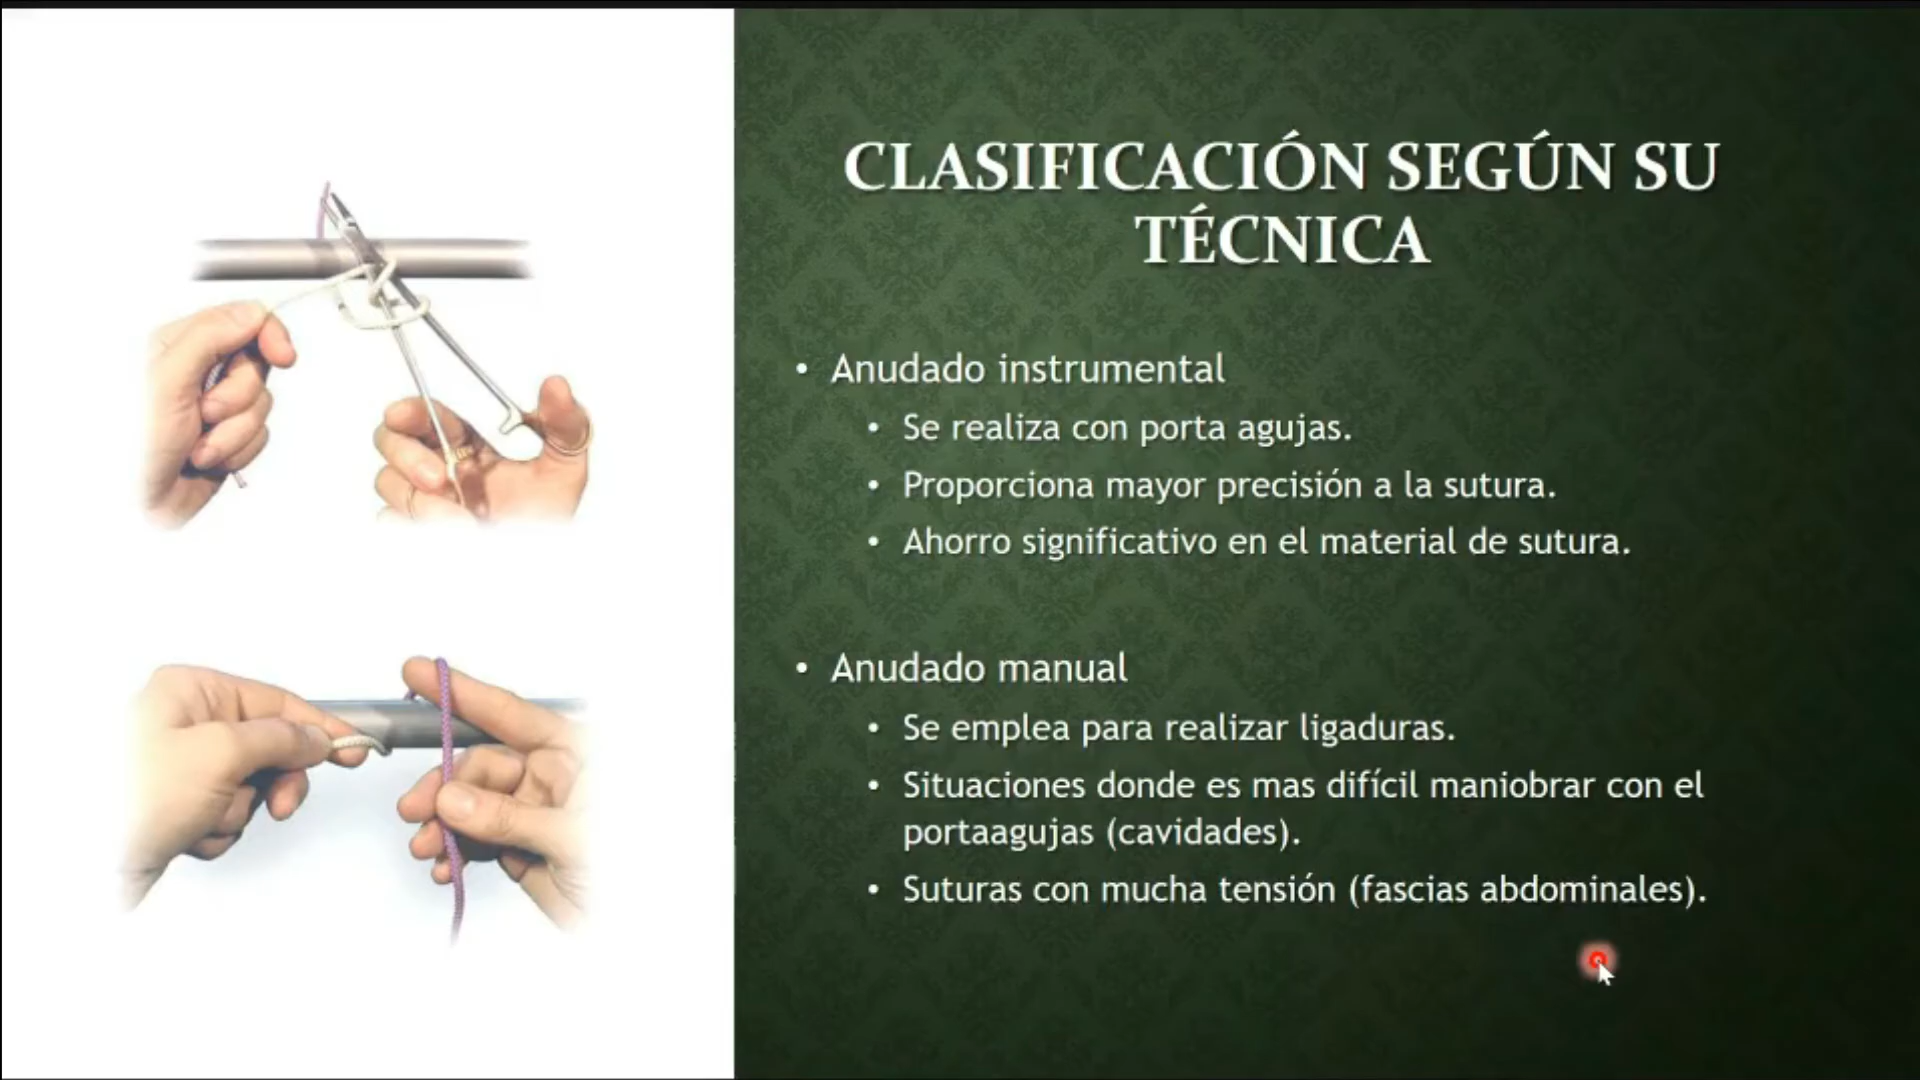 CLASIFICACIÓN SEGÚN SU
TÉCNICA
• Anudado instrumental
• Se realiza con porta agujas.
• Proporciona mayor precisión a la sutura.
• Ahorro significativo en el material de sutura.
• Anudado manual
• Se emplea para realizar ligaduras.
• Situaciones donde es mas difícil maniobrar con el
portaagujas (cavidades).
• Suturas con mucha tensión (fascias abdominales).